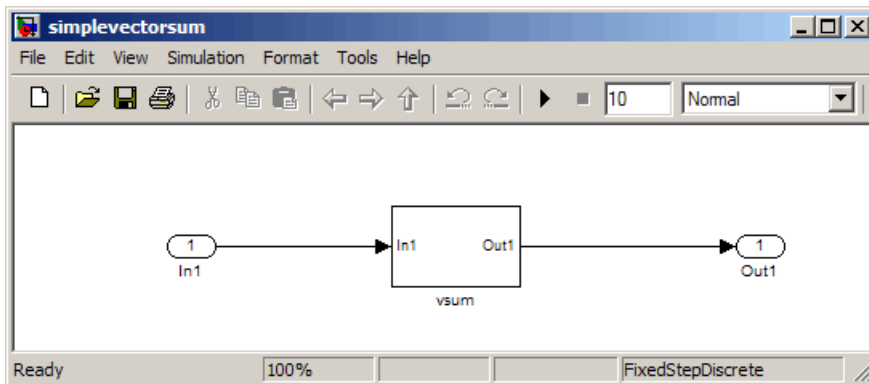 simplevectorsum
File Edit View Simulation Format Tools Help
10 Normal
1 In1 Out1 1
In1 Out1
vsum
Ready 100% FixedStepDiscrete